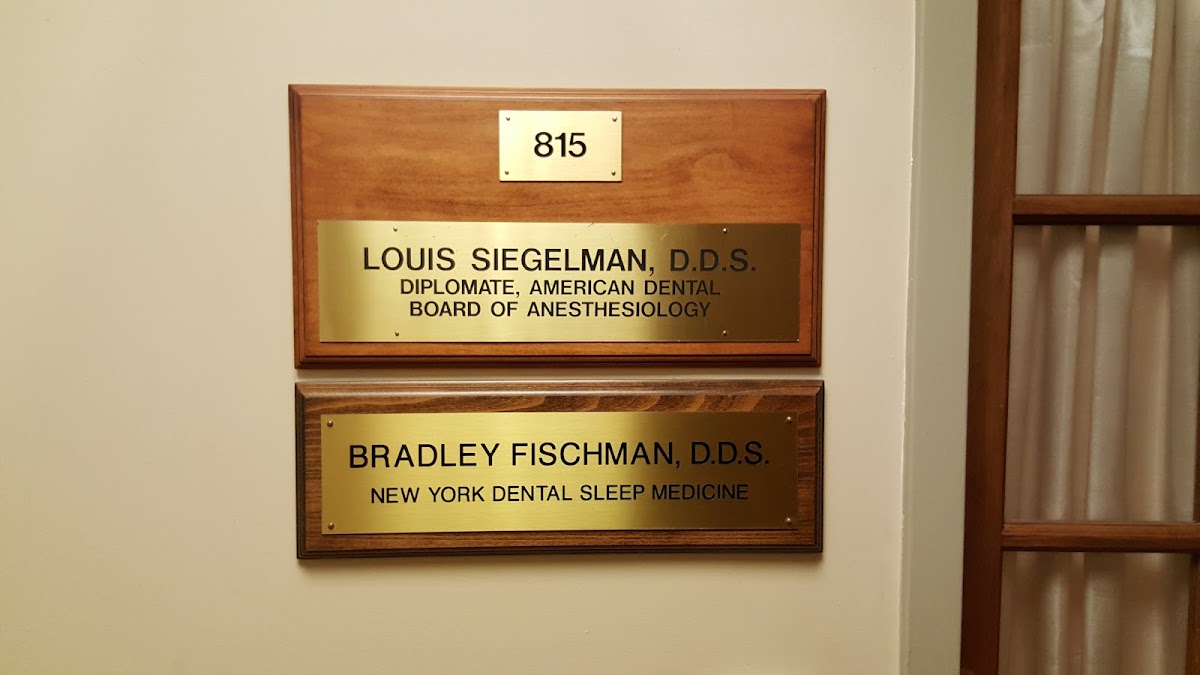 815
LOUIS SIEGELMAN, D.D.S.
DIPLOMATE, AMERICAN DENTAL
BOARD OF ANESTHESIOLOGY
BRADLEY FISCHMAN, D.D.S.
NEW YORK DENTAL SLEEP MEDICINE